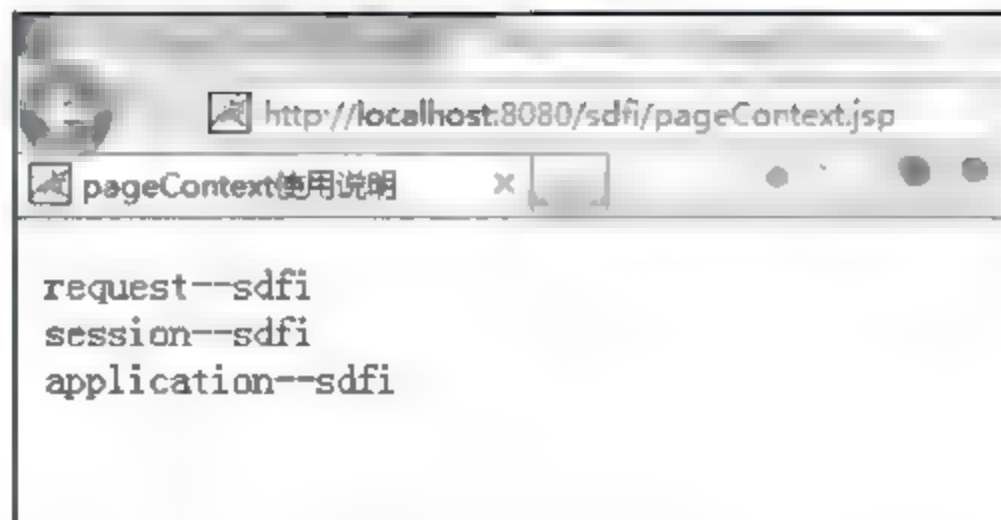 http://localhost:8080/sdfi/pageContext.jsp
pageContext使用说明
request--sdfi
session--sdfi
application--sdfi